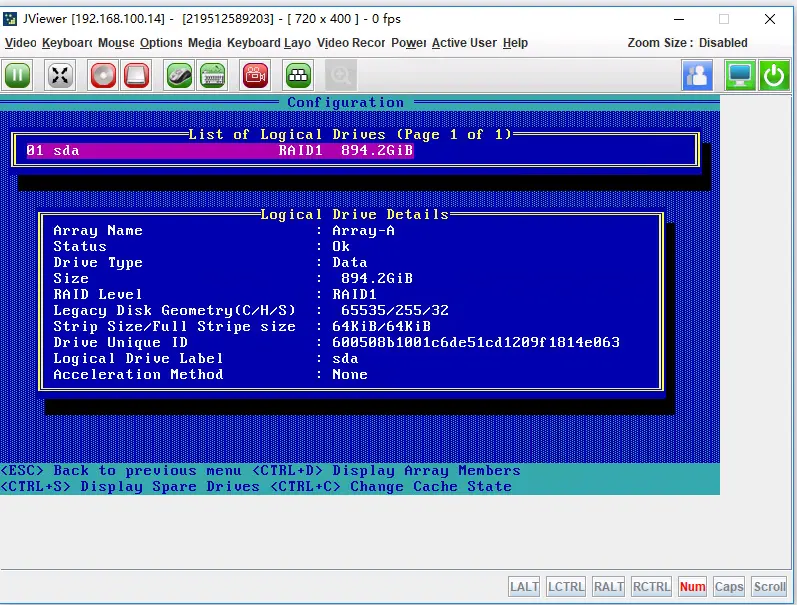 JViewer [192.168.100.14] - [219512589203] - [ 720 x 400 ] - 0 fps
Video Keyboard Mouse Options Media Keyboard Layo Video Recor Power Active User Help Zoom Size : Disabled
Configuration
List of Logical Drives (Page 1 of 1)
01 sda RAID1 894.2GiB
Logical Drive Details
Array Name : Array-A
Status : Ok
Drive Type : Data
Size : 894.2GiB
RAID Level : RAID1
Legacy Disk Geometry(C/H/S) : 65535/255/32
Strip Size/Full Stripe size : 64KiB/64KiB
Drive Unique ID : 600508b1001c6de51cd1209f1814e063
Logical Drive Label : sda
Acceleration Method : None
<ESC> Back to previous menu <CTRL+D> Display Array Members
<CTRL+S> Display Spare Drives <CTRL+C> Change Cache State
LALT LCTRL RALT RCTRL Num Caps Scroll